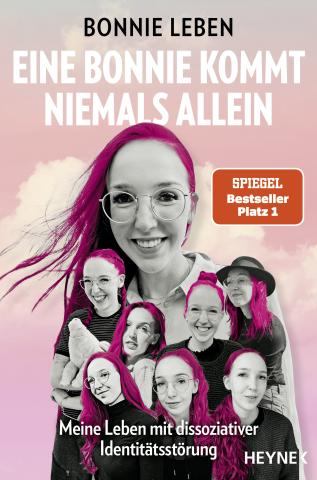 BONNIE LEBEN
EINE BONNIE KOMMT
NIEMALS ALLEIN
SPIEGEL
Bestseller
Platz 1
Meine Leben mit dissoziativer
Identitätsstörung
HEYNE‹